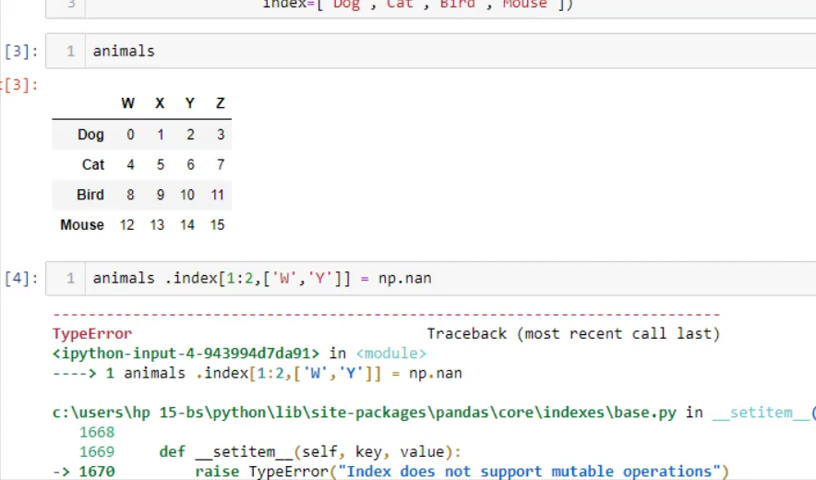 3 index=['Dog','Cat','Bird','Mouse'])
[3]: 1 animals
t[3]:
W X Y Z
Dog 0 1 2 3
Cat 4 5 6 7
Bird 8 9 10 11
Mouse 12 13 14 15
[4]: 1 animals .index[1:2,['W','Y']] = np.nan
---------------------------------------------------------------------------
TypeError Traceback (most recent call last)
<ipython-input-4-943994d7da91> in <module>
----> 1 animals .index[1:2,['W','Y']] = np.nan
c:\users\hp 15-bs\python\lib\site-packages\pandas\core\indexes\base.py in __setitem__(
1668
1669 def __setitem__(self, key, value):
-> 1670 raise TypeError("Index does not support mutable operations")